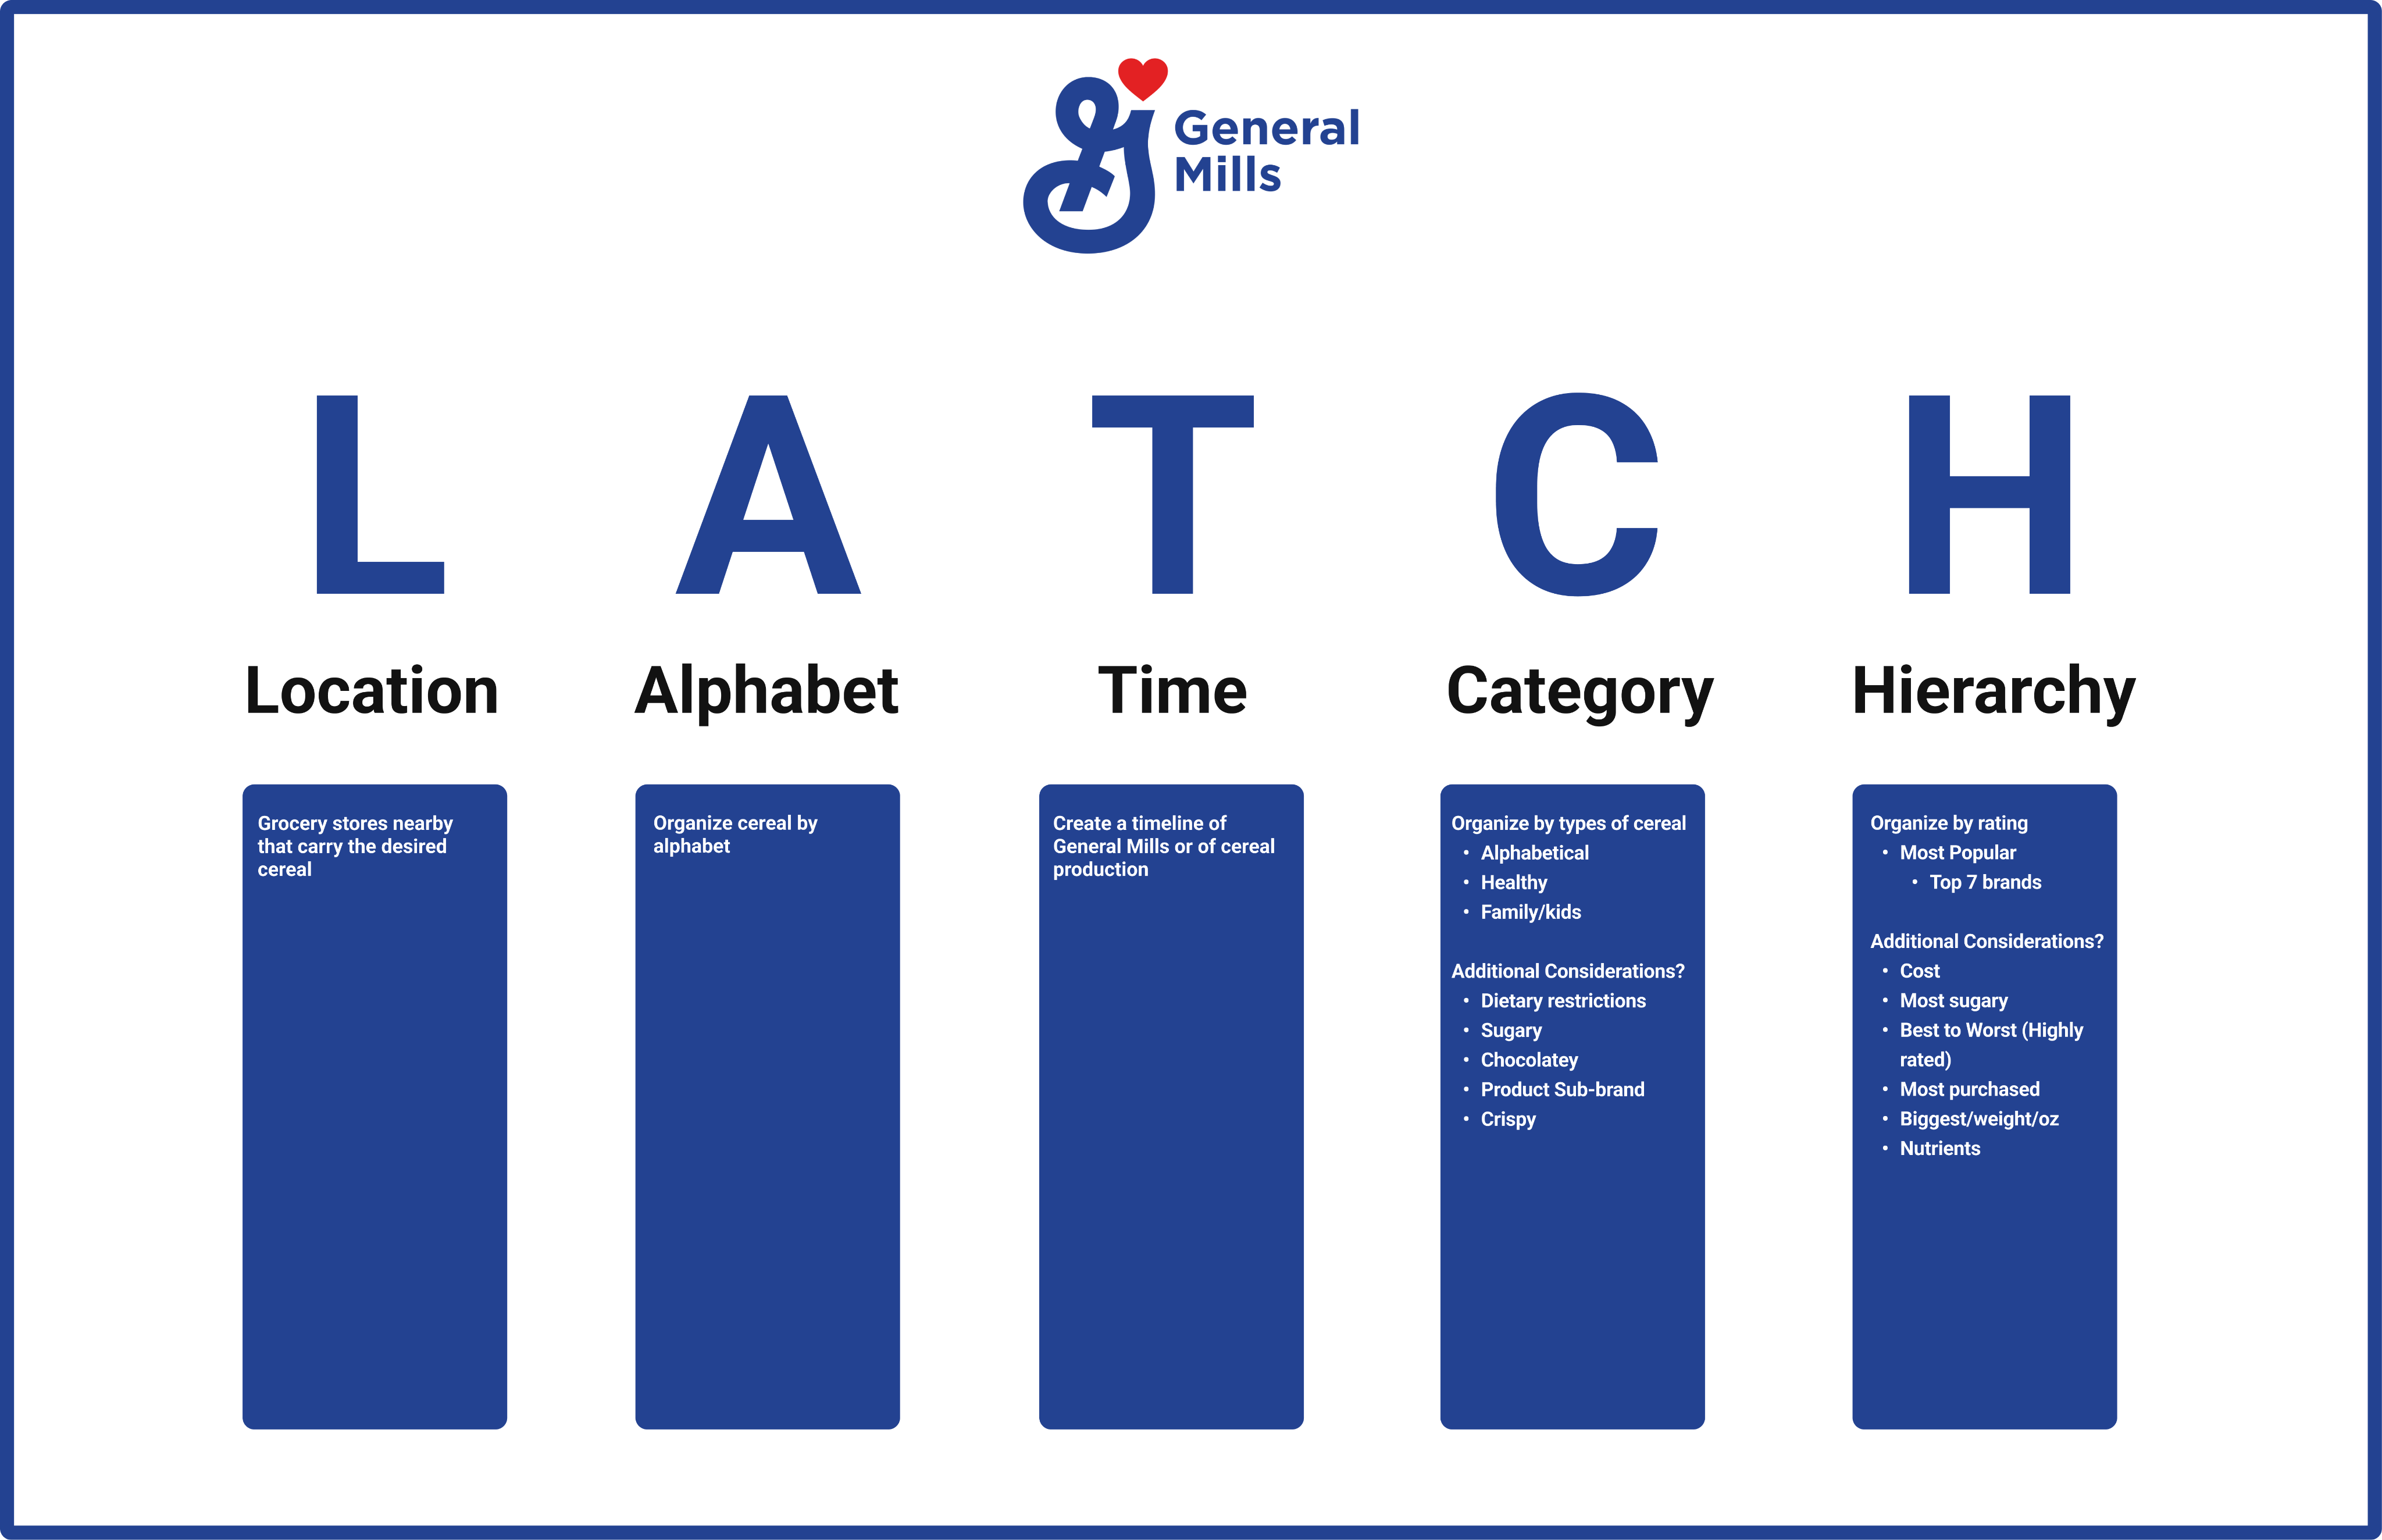 General
Mills
L A T C H
Location
Alphabet
Time
Category
Hierarchy
Grocery stores nearby
that carry the desired
cereal
Organize cereal by
alphabet
Create a timeline of
General Mills or of cereal
production
Organize by types of cereal
• Alphabetical
• Healthy
• Family/kids
Additional Considerations?
• Dietary restrictions
• Sugary
• Chocolatey
• Product Sub-brand
• Crispy
Organize by rating
• Most Popular
• Top 7 brands
Additional Considerations?
• Cost
• Most sugary
• Best to Worst (Highly
rated)
• Most purchased
• Biggest/weight/oz
• Nutrients